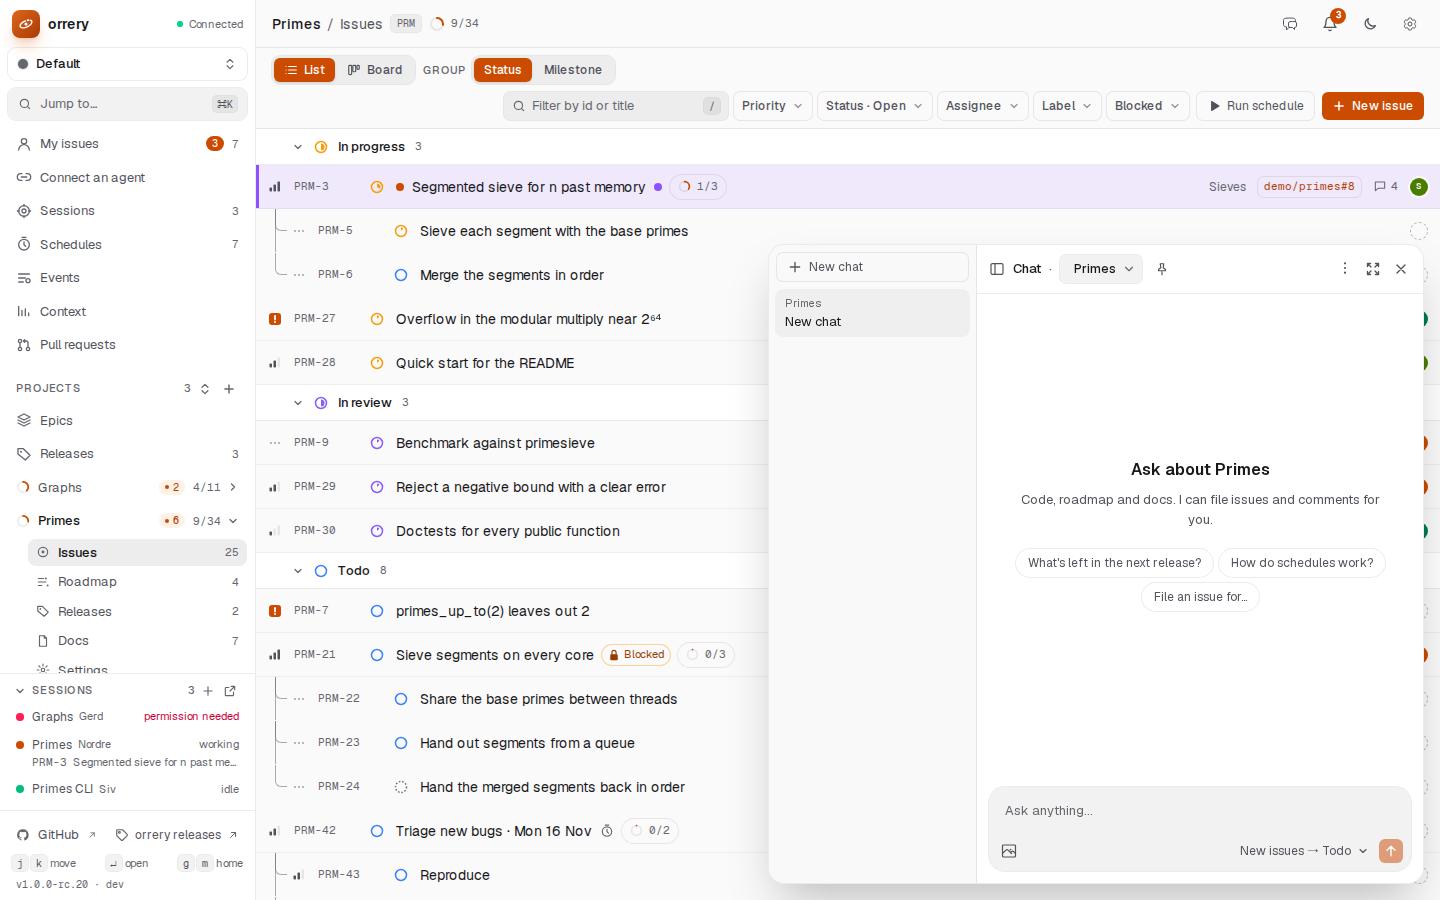 orrery
Connected
Default
Jump to...
⌘K
My issues 3 7
Connect an agent
Sessions 3
Schedules 7
Events
Context
Pull requests
PROJECTS 3
Epics
Releases 3
Graphs 2 4/11
Primes 6 9/34
Issues 25
Roadmap 4
Releases 2
Docs 7
Settings
SESSIONS 3
Graphs Gerd permission needed
Primes Nordre working
PRM-3 Segmented sieve for n past me...
Primes CLI Siv idle
GitHub ↗ orrery releases ↗
j k move ↵ open g m home
v1.0.0-rc.20 · dev
Primes / Issues PRM 9/34
3
List Board GROUP Status Milestone
Filter by id or title /
Priority
Status · Open
Assignee
Label
Blocked
Run schedule
New issue
In progress 3
PRM-3 Segmented sieve for n past memory 1/3 Sieves demo/primes#8 4 S
PRM-5 Sieve each segment with the base primes
PRM-6 Merge the segments in order
PRM-27 Overflow in the modular multiply near 2⁶⁴
PRM-28 Quick start for the README
In review 3
PRM-9 Benchmark against primesieve
PRM-29 Reject a negative bound with a clear error
PRM-30 Doctests for every public function
Todo 8
PRM-7 primes_up_to(2) leaves out 2
PRM-21 Sieve segments on every core Blocked 0/3
PRM-22 Share the base primes between threads
PRM-23 Hand out segments from a queue
PRM-24 Hand the merged segments back in order
PRM-42 Triage new bugs · Mon 16 Nov 0/2
PRM-43 Reproduce
New chat
Primes
New chat
Chat · Primes
Ask about Primes
Code, roadmap and docs. I can file issues and comments for
you.
What's left in the next release?
How do schedules work?
File an issue for...
Ask anything...
New issues → Todo